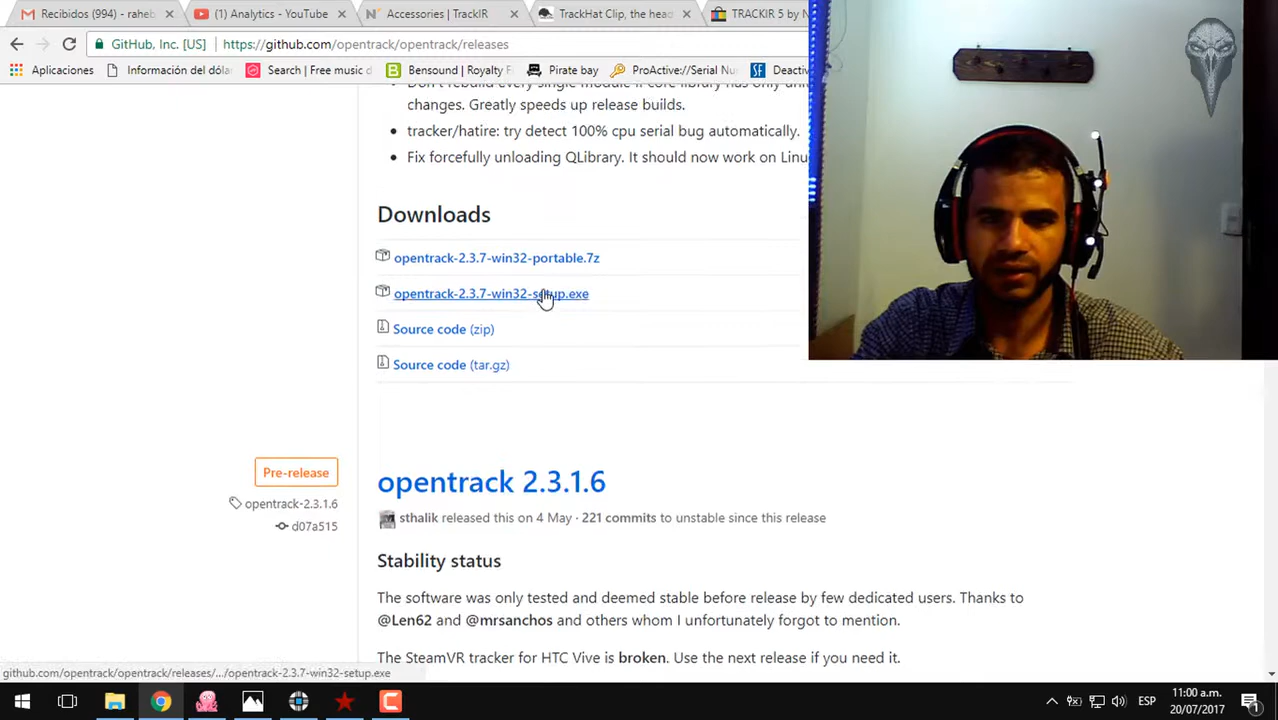 Recibidos (994) - raheb
(1) Analytics - YouTube
Accessories | TrackIR
TrackHat Clip, the head
TRACKIR 5 by N
GitHub, Inc. [US]
https://github.com/opentrack/opentrack/releases
Aplicaciones
Información del dóla
Search | Free music d
Bensound | Royalty F
Pirate bay
ProActive://Serial Nu
SF
Deactiv
changes. Greatly speeds up release builds.
tracker/hatire: try detect 100% cpu serial bug automatically.
Fix forcefully unloading QLibrary. It should now work on Linu
Downloads
opentrack-2.3.7-win32-portable.7z
opentrack-2.3.7-win32-setup.exe
Source code (zip)
Source code (tar.gz)
Pre-release
opentrack-2.3.1.6
d07a515
opentrack 2.3.1.6
sthalik released this on 4 May · 221 commits to unstable since this release
Stability status
The software was only tested and deemed stable before release by few dedicated users. Thanks to
@Len62 and @mrsanchos and others whom I unfortunately forgot to mention.
The SteamVR tracker for HTC Vive is broken. Use the next release if you need it.
github.com/opentrack/opentrack/releases/.../opentrack-2.3.7-win32-setup.exe
ESP
11:00 a.m.
20/07/2017
1